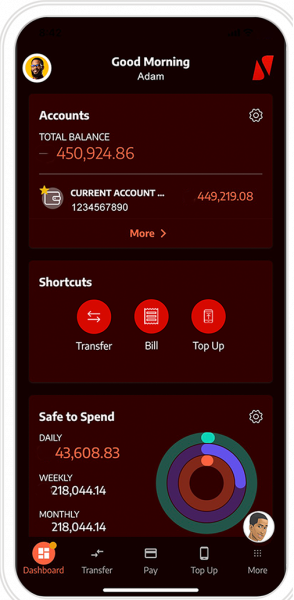 Good Morning
Adam
Accounts
TOTAL BALANCE
— 450,924.86
CURRENT ACCOUNT ... 449,219.08
1234567890
More >
Shortcuts
Transfer Bill Top Up
Safe to Spend
DAILY
43,608.83
WEEKLY
218,044.14
MONTHLY
218,044.14
Dashboard Transfer Pay Top Up More